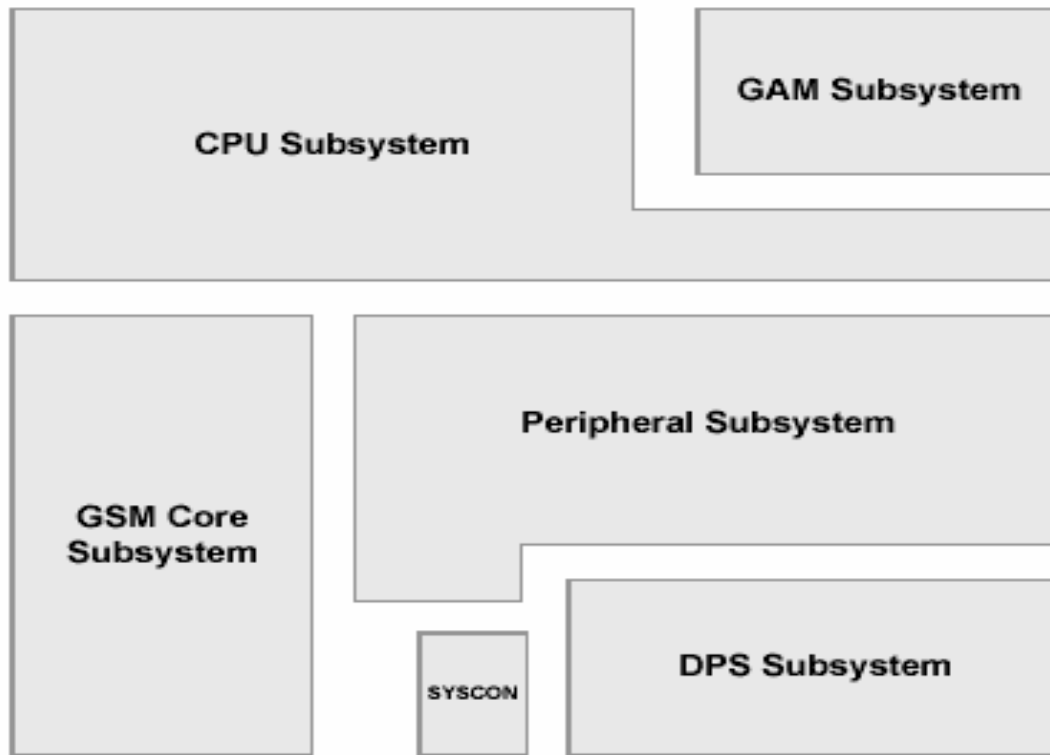 CPU Subsystem
GAM Subsystem
Peripheral Subsystem
GSM Core
Subsystem
DPS Subsystem
SYSCON